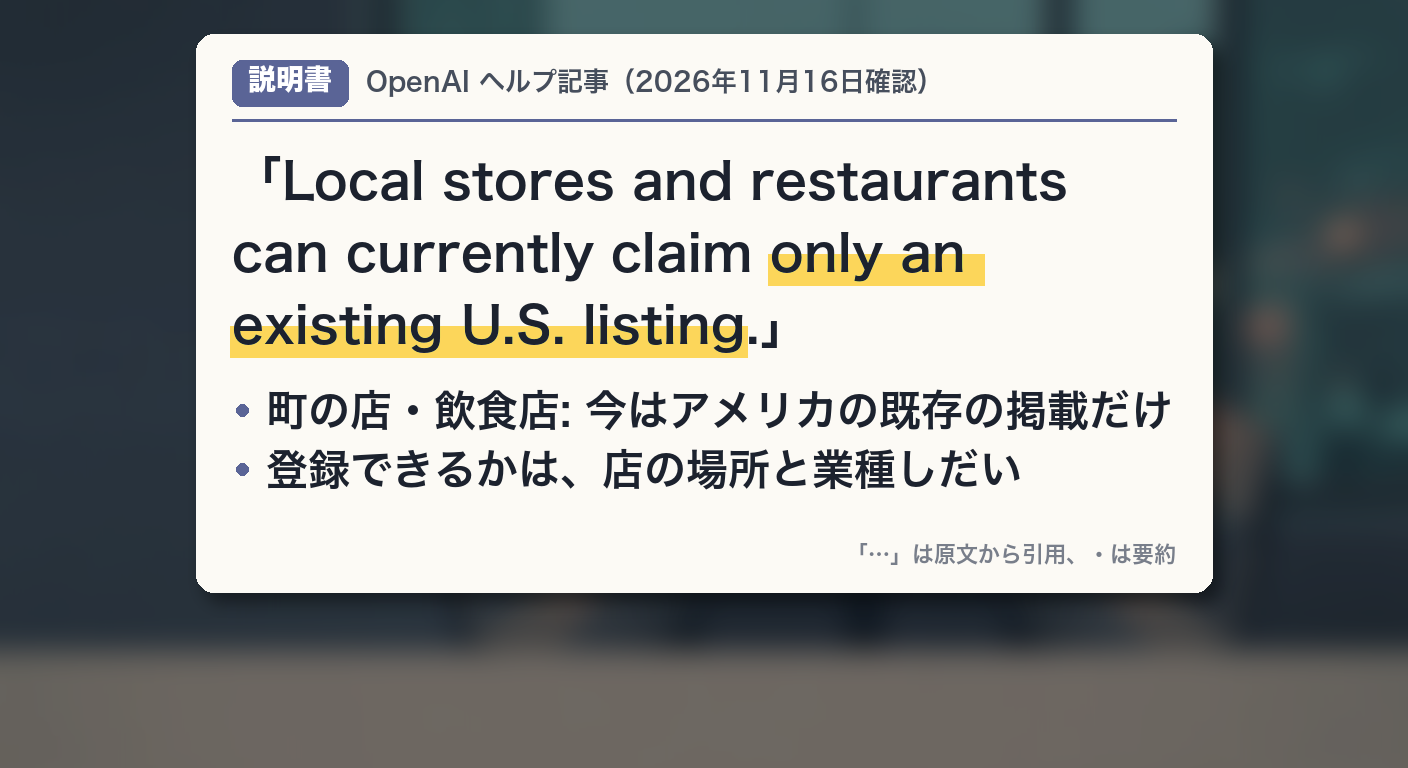 説明書
OpenAI ヘルプ記事（2026年11月16日確認）
「Local stores and restaurants
can currently claim only an
existing U.S. listing.」
• 町の店・飲食店: 今はアメリカの既存の掲載だけ
• 登録できるかは、店の場所と業種しだい
「…」は原文から引用、・は要約